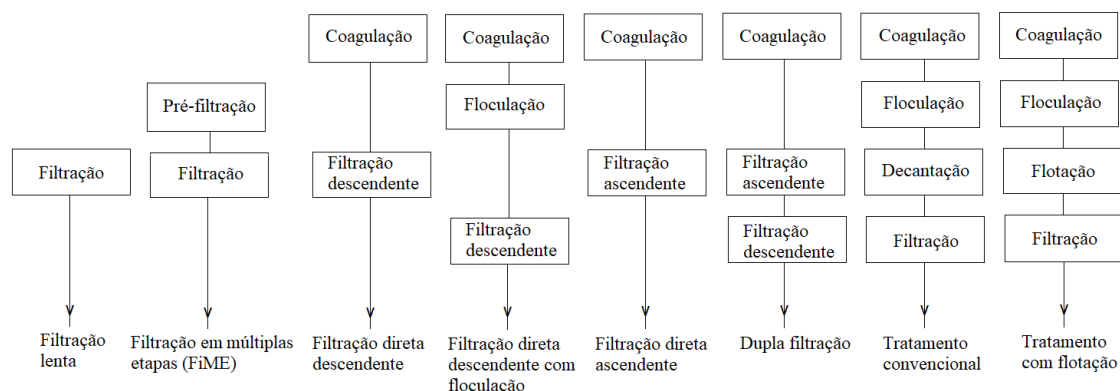 Coagulação
Coagulação
Coagulação
Coagulação
Coagulação
Coagulação
Pré-filtração
Floculação
Floculação
Floculação
Filtração
Filtração
Filtração
descendente
Filtração
ascendente
Filtração
ascendente
Decantação
Flotação
Filtração
descendente
Filtração
descendente
Filtração
Filtração
Filtração
lenta
Filtração em múltiplas
etapas (FiME)
Filtração direta
descendente
Filtração direta
descendente com
floculação
Filtração direta
ascendente
Dupla filtração
Tratamento
convencional
Tratamento
com flotação